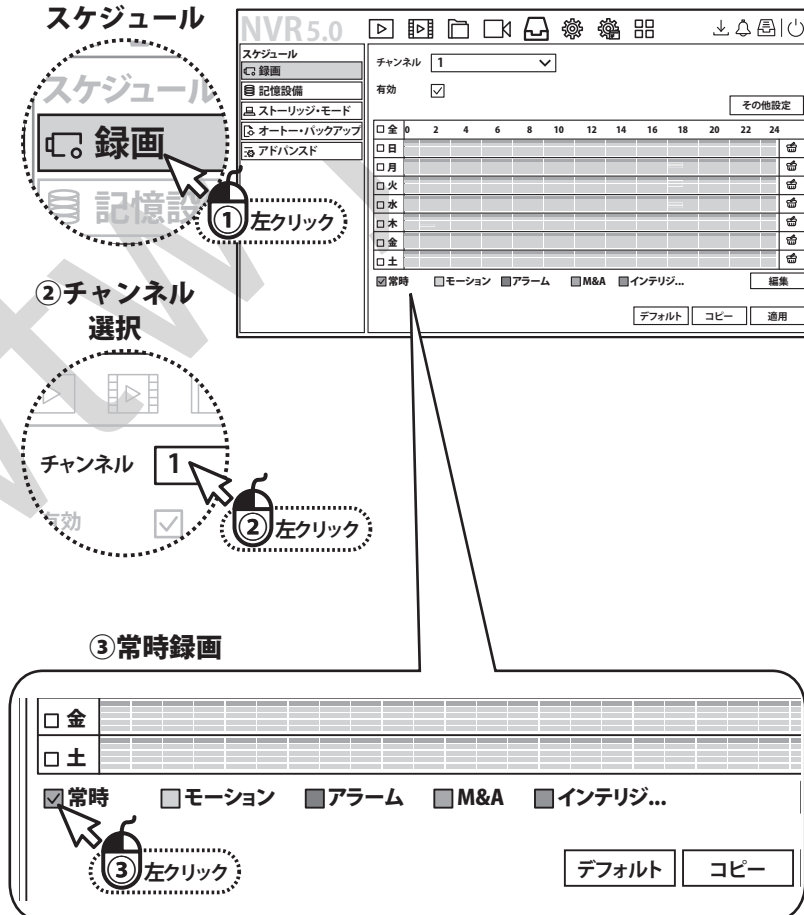 スケジュール
スケジュール
録画
記憶設
① 左クリック
②チャンネル
選択
チャンネル 1
有効
② 左クリック
NVR 5.0
スケジュール
録画
記憶設備
ストーリッジ・モード
オートー・バックアップ
アドバンスド
チャンネル 1
有効
その他設定
全 0 2 4 6 8 10 12 14 16 18 20 22 24
日
月
火
水
木
金
土
常時 モーション アラーム M&A インテリジ...
編集
デフォルト コピー 適用
③常時録画
金
土
常時 モーション アラーム M&A インテリジ...
③ 左クリック
デフォルト コピー